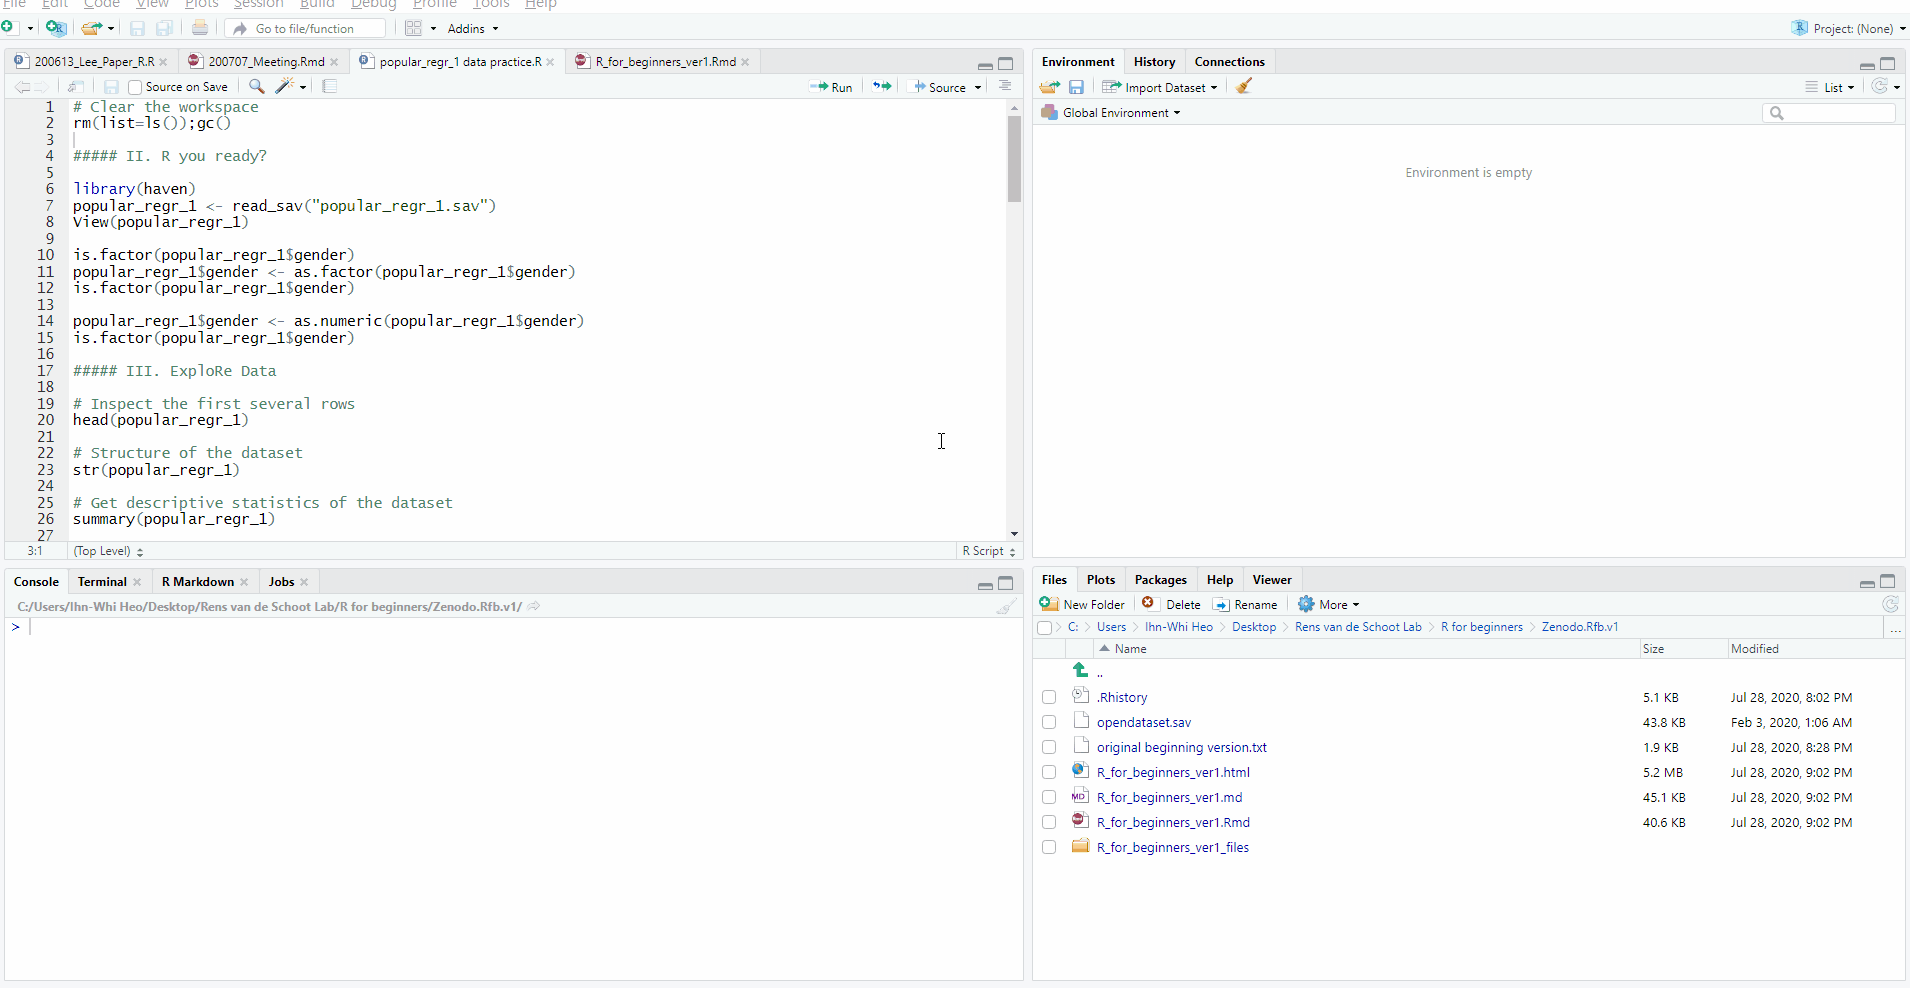 File Edit Code View Plots Session Build Debug Profile Tools Help
Go to file/function Addins Project: (None)
200613_Lee_Paper_R.R 200707_Meeting.Rmd popular_regr_1 data practice.R R_for_beginners_ver1.Rmd
Source on Save Run Source
1 # Clear the workspace
2 rm(list=ls());gc()
3
4 ##### II. R you ready?
5
6 library(haven)
7 popular_regr_1 <- read_sav("popular_regr_1.sav")
8 View(popular_regr_1)
9
10 is.factor(popular_regr_1$gender)
11 popular_regr_1$gender <- as.factor(popular_regr_1$gender)
12 is.factor(popular_regr_1$gender)
13
14 popular_regr_1$gender <- as.numeric(popular_regr_1$gender)
15 is.factor(popular_regr_1$gender)
16
17 ##### III. ExploRe Data
18
19 # Inspect the first several rows
20 head(popular_regr_1)
21
22 # Structure of the dataset
23 str(popular_regr_1)
24
25 # Get descriptive statistics of the dataset
26 summary(popular_regr_1)
27
3:1 (Top Level) R Script
Console Terminal R Markdown Jobs
C:/Users/Ihn-Whi Heo/Desktop/Rens van de Schoot Lab/R for beginners/Zenodo.Rfb.v1/
>
Environment History Connections
Import Dataset List
Global Environment
Environment is empty
Files Plots Packages Help Viewer
New Folder Delete Rename More
C: Users Ihn-Whi Heo Desktop Rens van de Schoot Lab R for beginners Zenodo.Rfb.v1 ...
Name Size Modified
..
.Rhistory 5.1 KB Jul 28, 2020, 8:02 PM
opendataset.sav 43.8 KB Feb 3, 2020, 1:06 AM
original beginning version.txt 1.9 KB Jul 28, 2020, 8:28 PM
R_for_beginners_ver1.html 5.2 MB Jul 28, 2020, 9:02 PM
R_for_beginners_ver1.md 45.1 KB Jul 28, 2020, 9:02 PM
R_for_beginners_ver1.Rmd 40.6 KB Jul 28, 2020, 9:02 PM
R_for_beginners_ver1_files